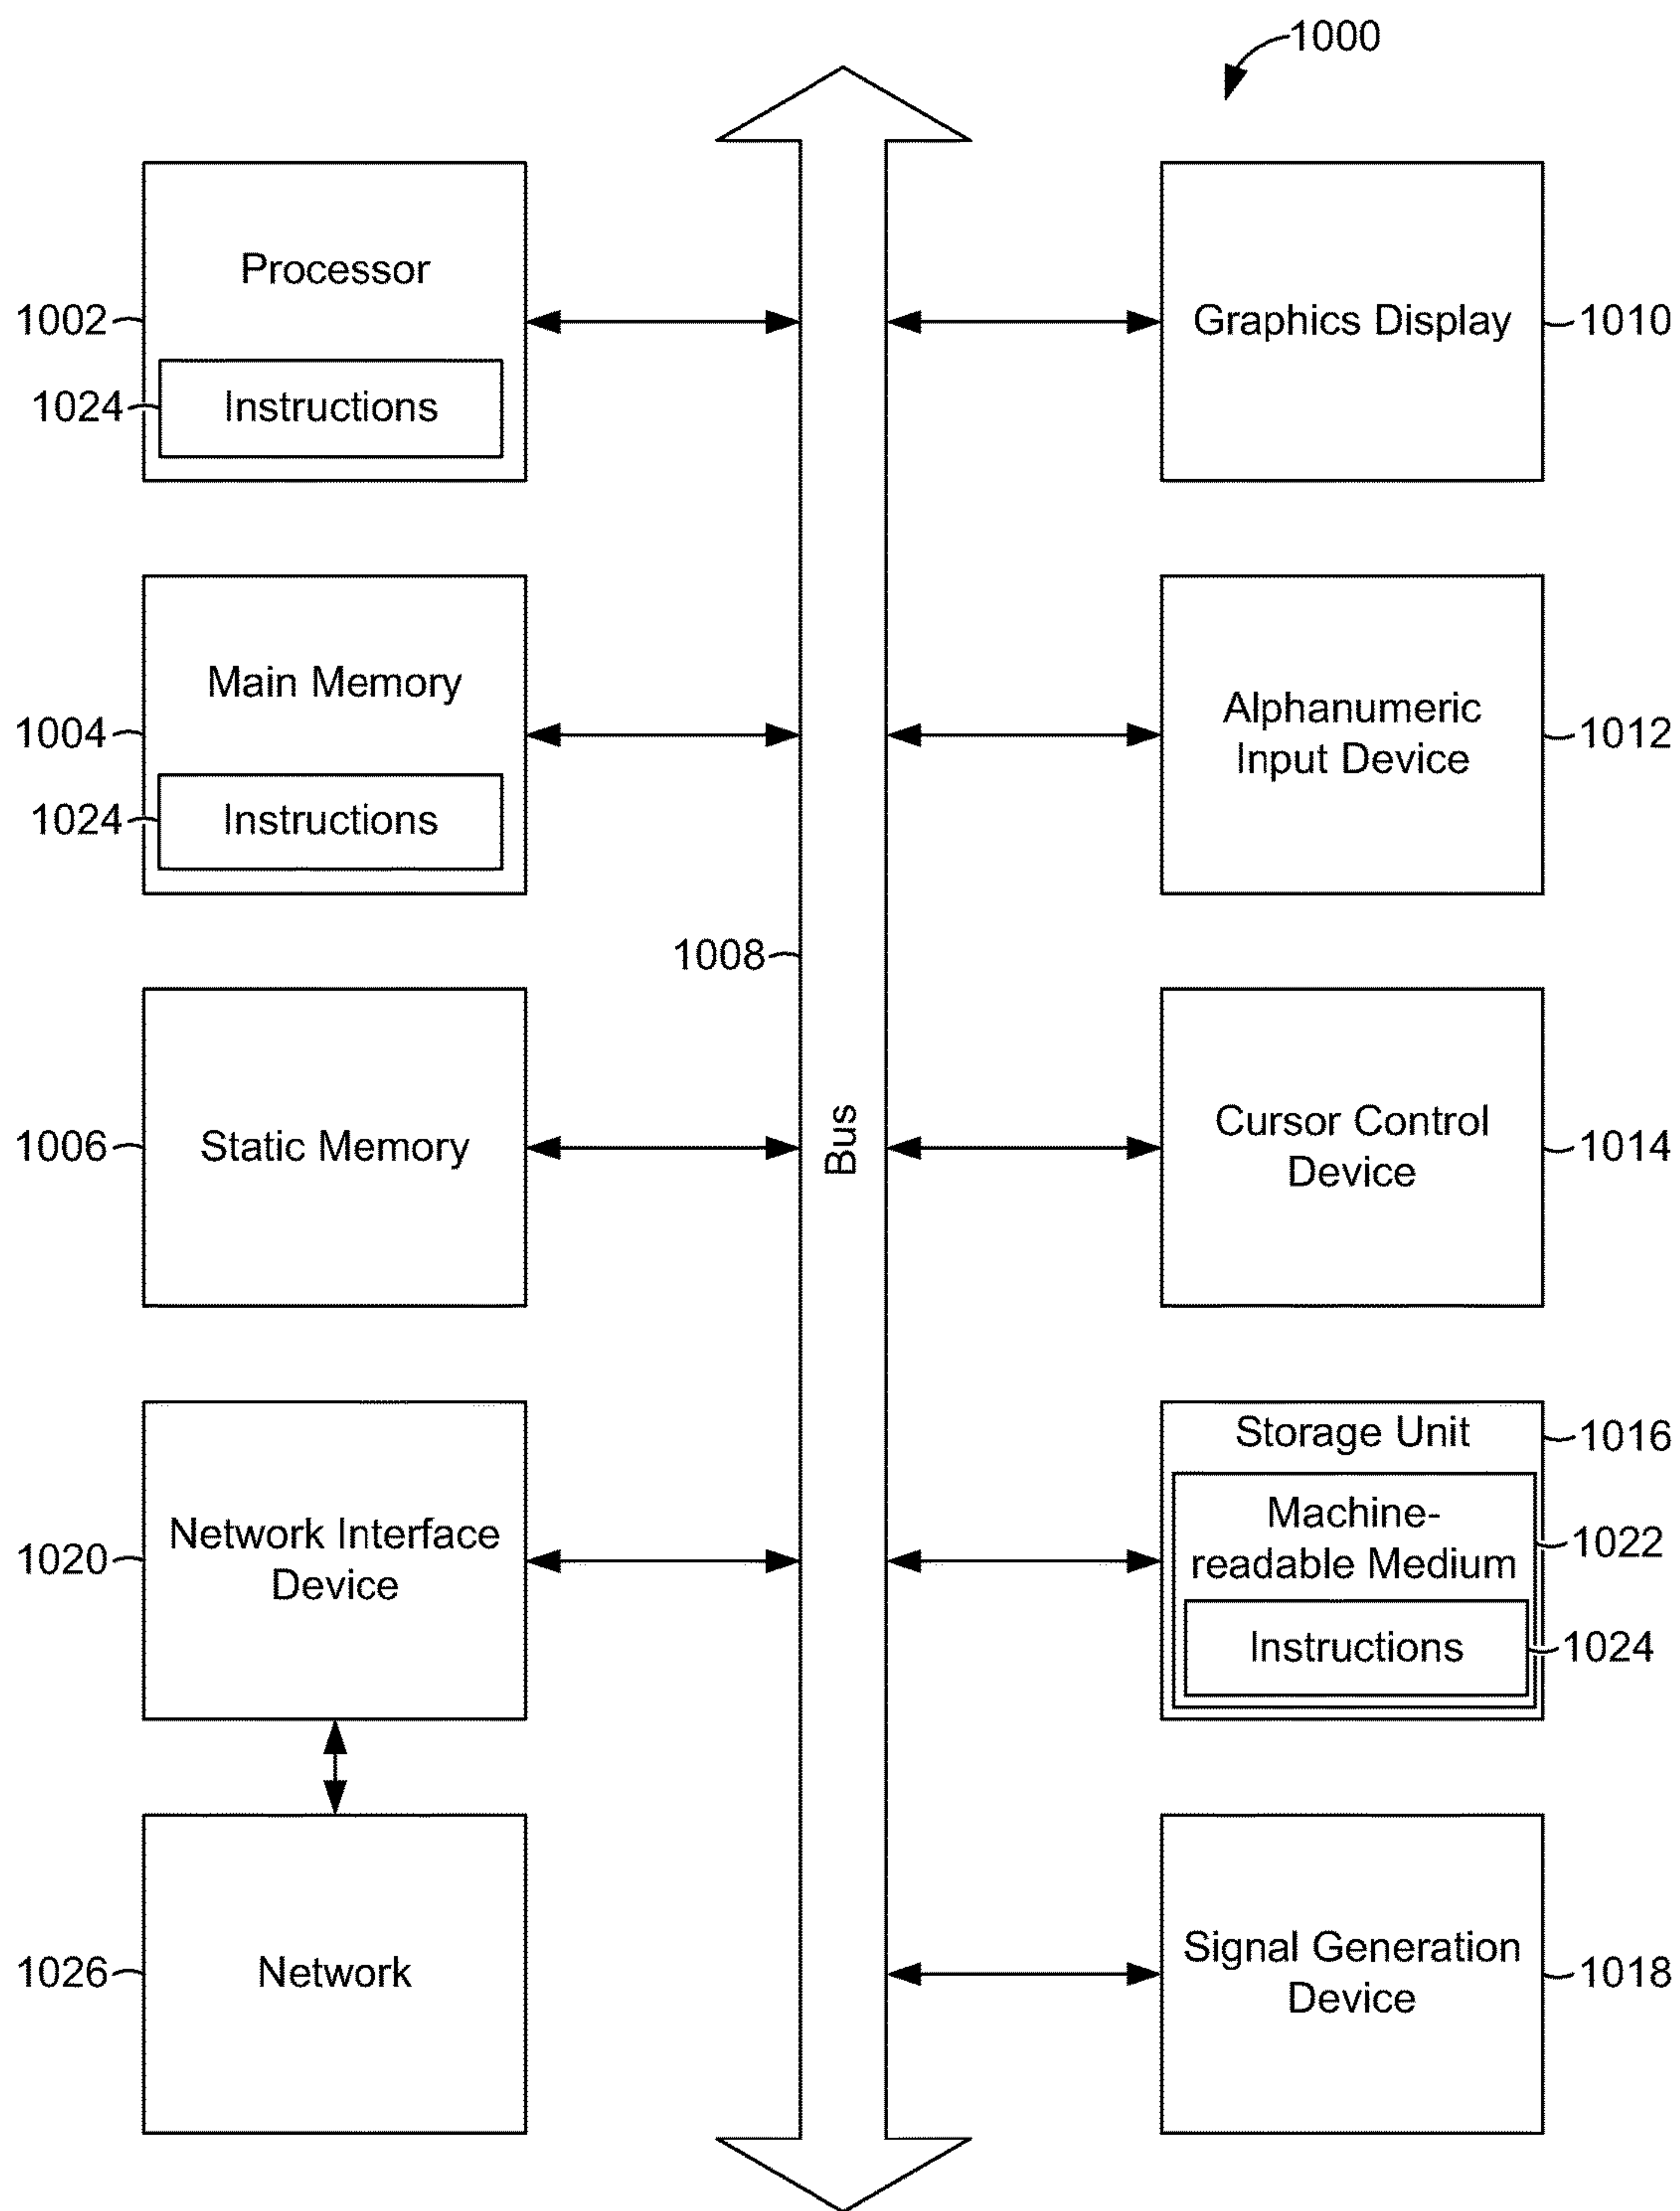 1000
Processor
1002
1024
Instructions
Graphics Display
1010
Main Memory
1004
1024
Instructions
Alphanumeric
Input Device
1012
1008
Bus
1006
Static Memory
Cursor Control
Device
1014
1020
Network Interface
Device
Storage Unit
1016
Machine-
readable Medium
1022
Instructions
1024
1026
Network
Signal Generation
Device
1018